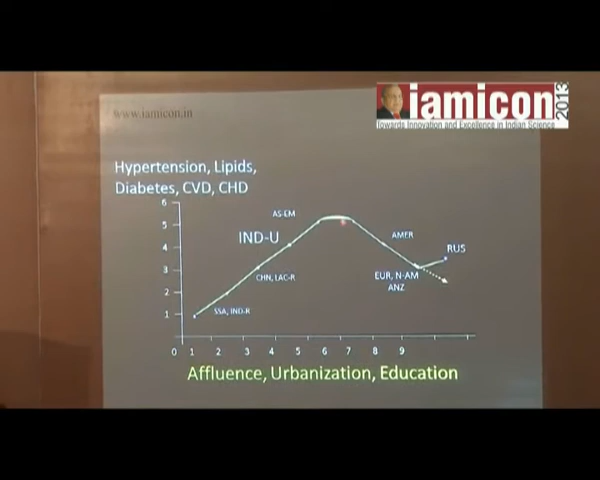 iamicon
2013
Towards Innovation and Excellence in Indian Science
www.iamicon.in
Hypertension, Lipids,
Diabetes, CVD, CHD
6
5
4
3
2
1
AS-EM
IND-U
CHN, LAC-R
SSA, IND-R
AMER
RUS
EUR, N-AM
ANZ
0 1 2 3 4 5 6 7 8 9
Affluence, Urbanization, Education